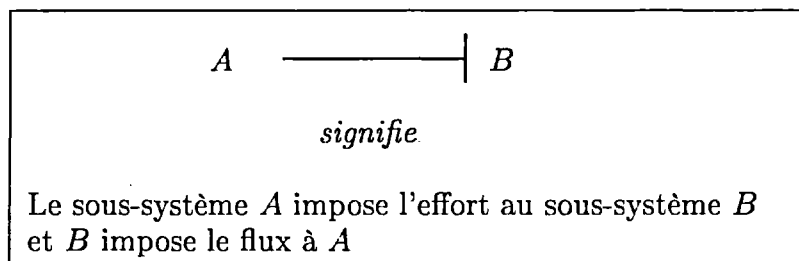 A B
signifie
Le sous-système A impose l'effort au sous-système B
et B impose le flux à A